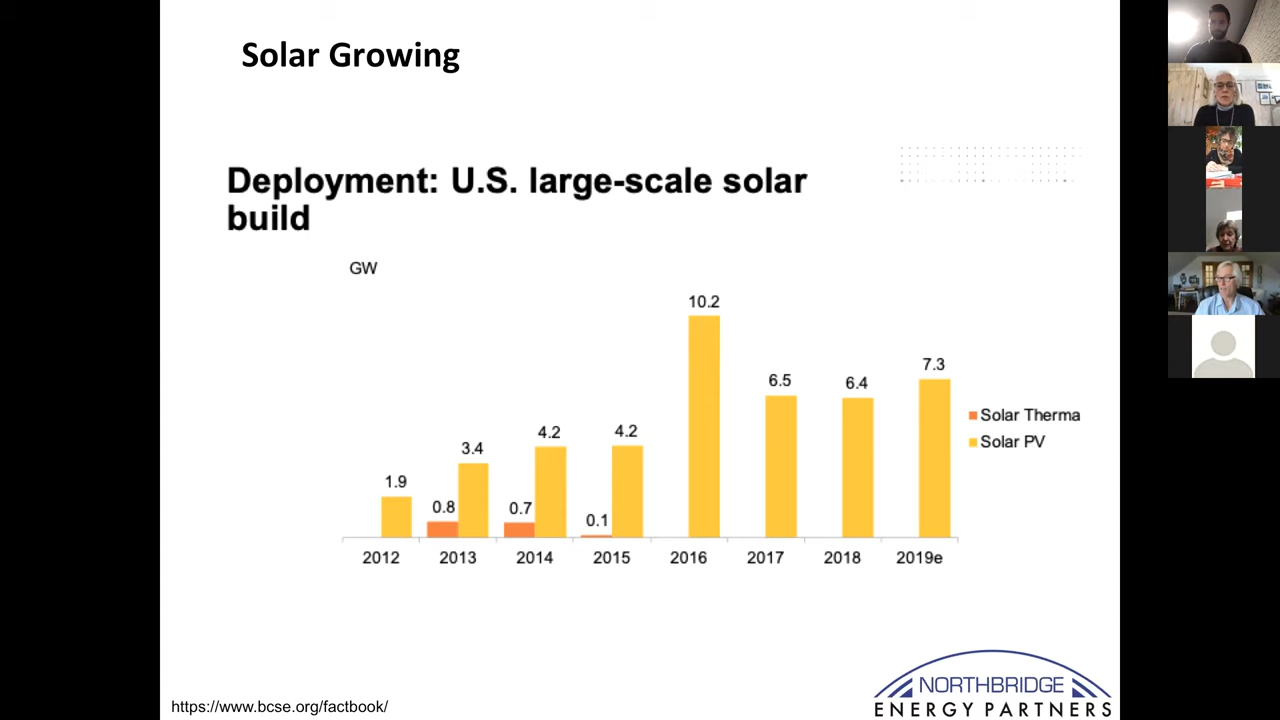 Solar Growing
Deployment: U.S. large-scale solar
build
GW
10.2
7.3
6.5
6.4
4.2
4.2
3.4
1.9
0.8
0.7
0.1
Solar Therma
Solar PV
2012
2013
2014
2015
2016
2017
2018
2019e
NORTHBRIDGE
ENERGY PARTNERS
https://www.bcse.org/factbook/